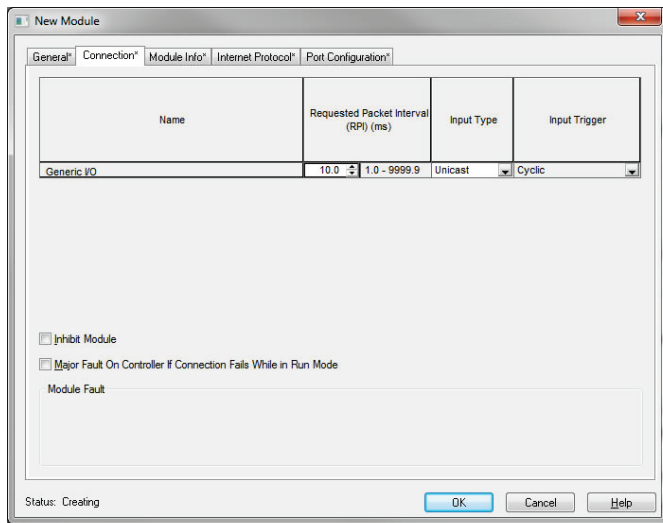 New Module
General* Connection* Module Info* Internet Protocol* Port Configuration*
Name Requested Packet Interval (RPI) (ms) Input Type Input Trigger
Generic I/O 10.0 1.0 - 9999.9 Unicast Cyclic
Inhibit Module
Major Fault On Controller If Connection Fails While in Run Mode
Module Fault
Status: Creating OK Cancel Help